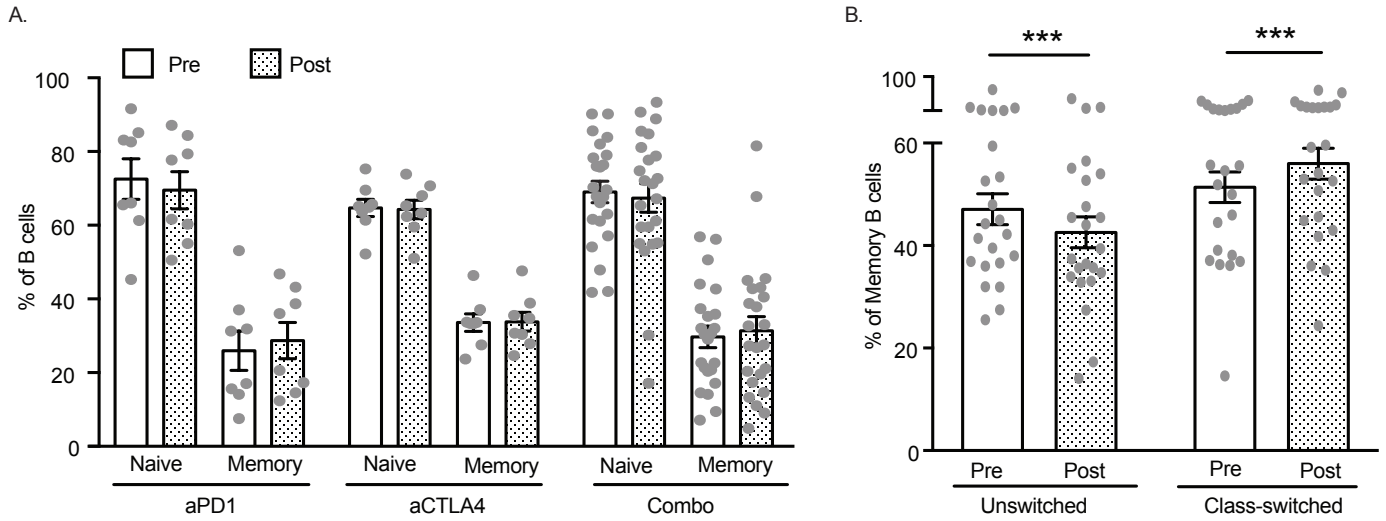 A.
Pre Post
% of B cells
100
80
60
40
20
0
Naive Memory Naive Memory Naive Memory
aPD1 aCTLA4 Combo
B.
*** ***
% of Memory B cells
100
60
40
20
0
Pre Post Pre Post
Unswitched Class-switched